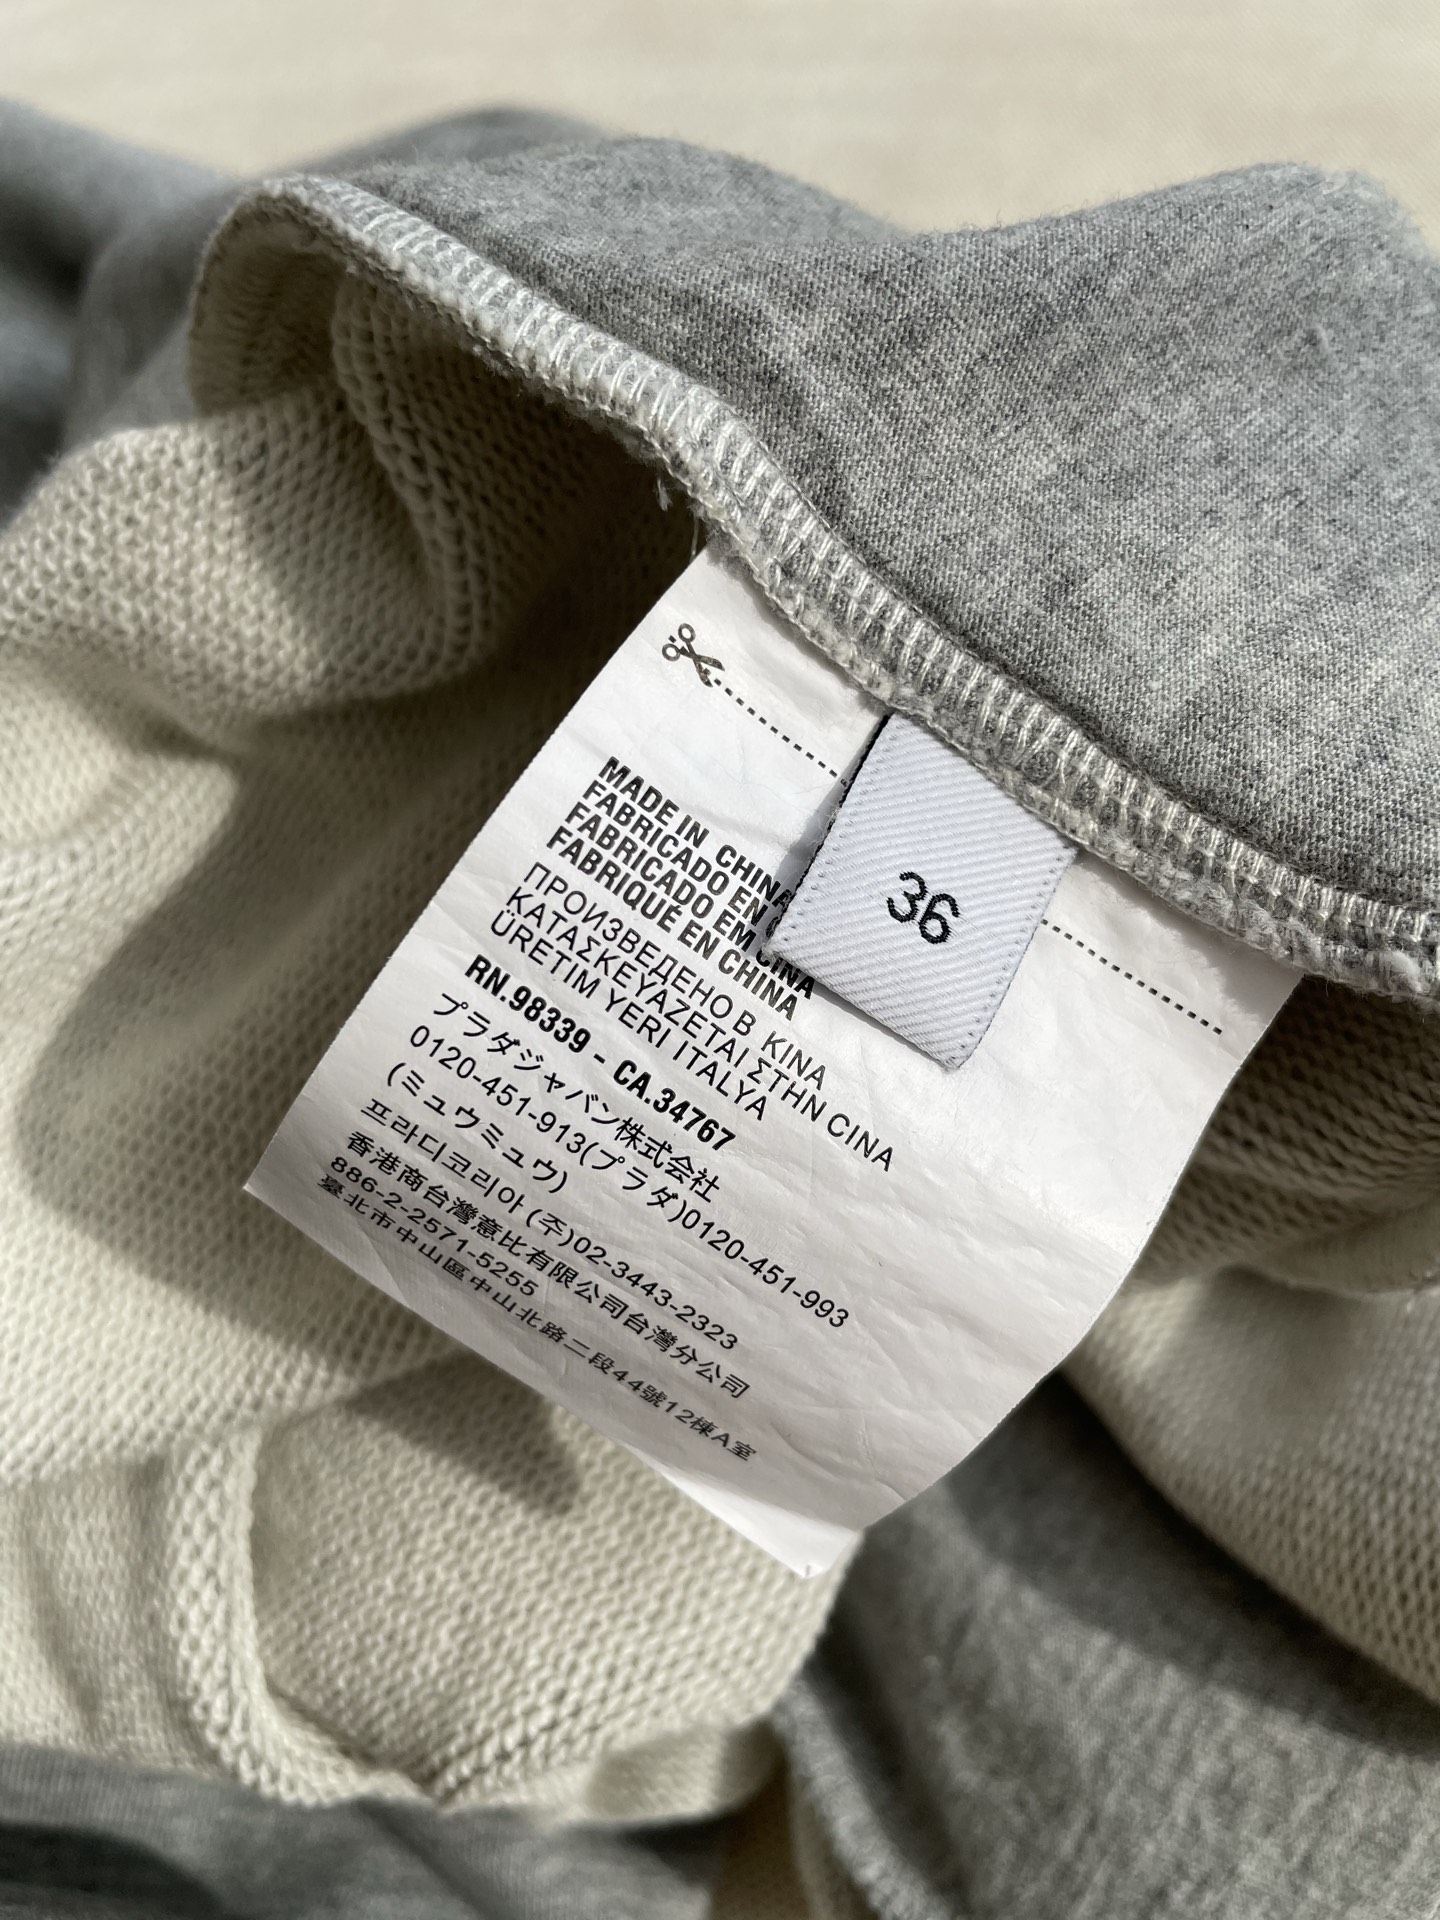 MADE IN CHINA
FABRICADO EN
FABRICADO EM CINA
FABRIQUÉ EN CHINA
ПРОИЗВЕДЕНО В KINA
ΚΑΤΑΣΚΕΥΑΖΕΤΑΙ ΣΤΗΝ CINA
ÜRETIM YERI ITALYA
RN.98339 - CA.34767
プラダジャパン株式会社
0120-451-913(プラダ)0120-451-993
(ミュウミュウ)
프라다코리아(주)02-3443-2323
香港商台灣意比有限公司台灣分公司
886-2-2571-5255
臺北市中山區中山北路二段44號12樓A室
36